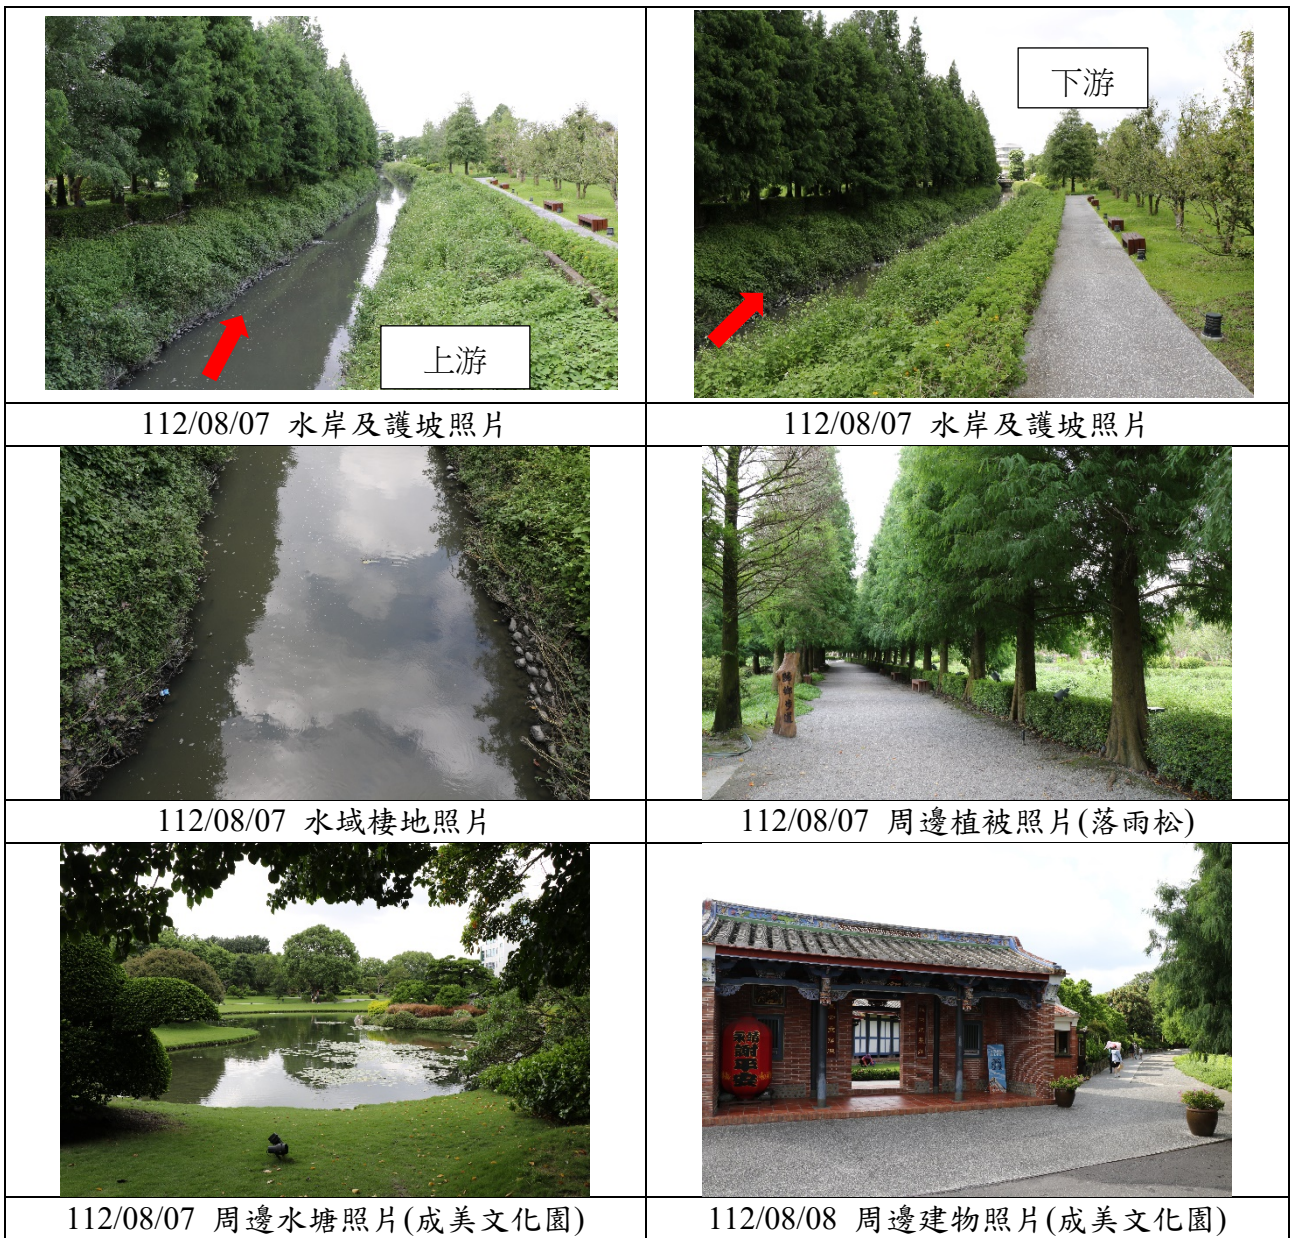 上游
下游
112/08/07 水岸及護坡照片
112/08/07 水岸及護坡照片
112/08/07 水域棲地照片
112/08/07 周邊植被照片(落雨松)
112/08/07 周邊水塘照片(成美文化園)
112/08/08 周邊建物照片(成美文化園)